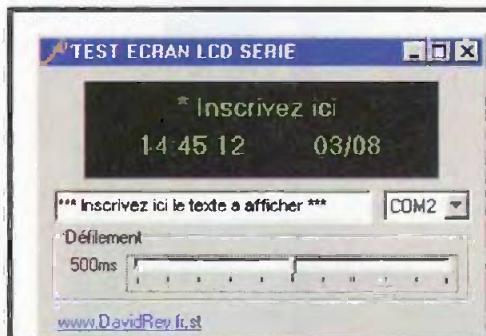 TEST ECRAN LCD SERIE
* Inscrivez ici
14:45:12 03/08
*** Inscrivez ici le texte a afficher *** COM2
Défilement
500ms
www.DavidRey.fr.st